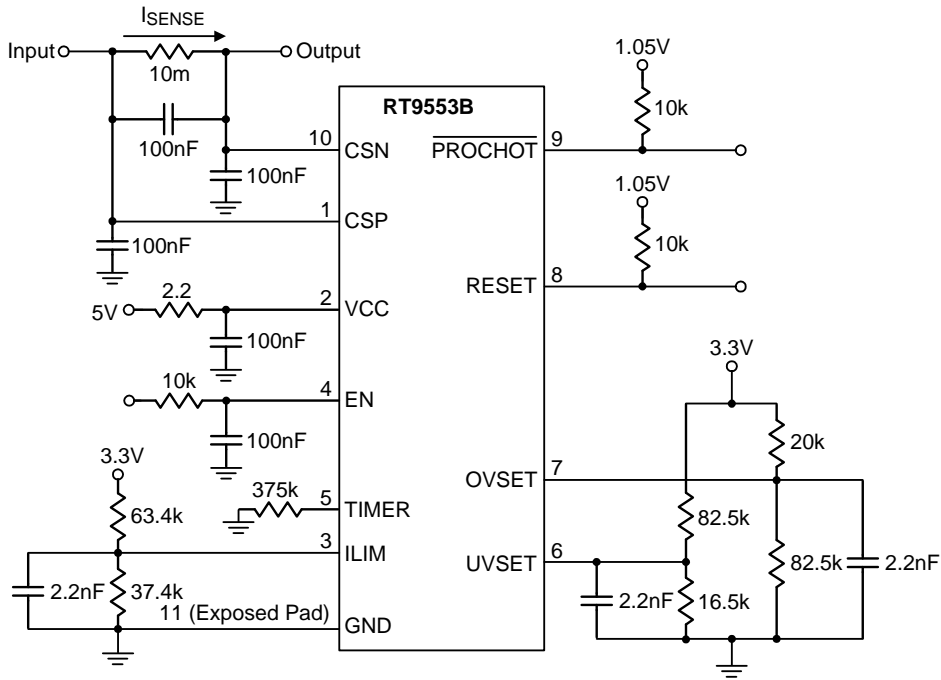 ISENSE
Input
Output
10m
100nF
100nF
100nF
RT9553B
10
CSN
1
CSP
2.2
5V
2
VCC
100nF
10k
4
EN
100nF
3.3V
63.4k
375k
5
TIMER
3
ILIM
2.2nF
37.4k
11 (Exposed Pad)
GND
PROCHOT
9
1.05V
10k
RESET
8
1.05V
10k
3.3V
20k
OVSET
7
82.5k
UVSET
6
2.2nF
16.5k
82.5k
2.2nF